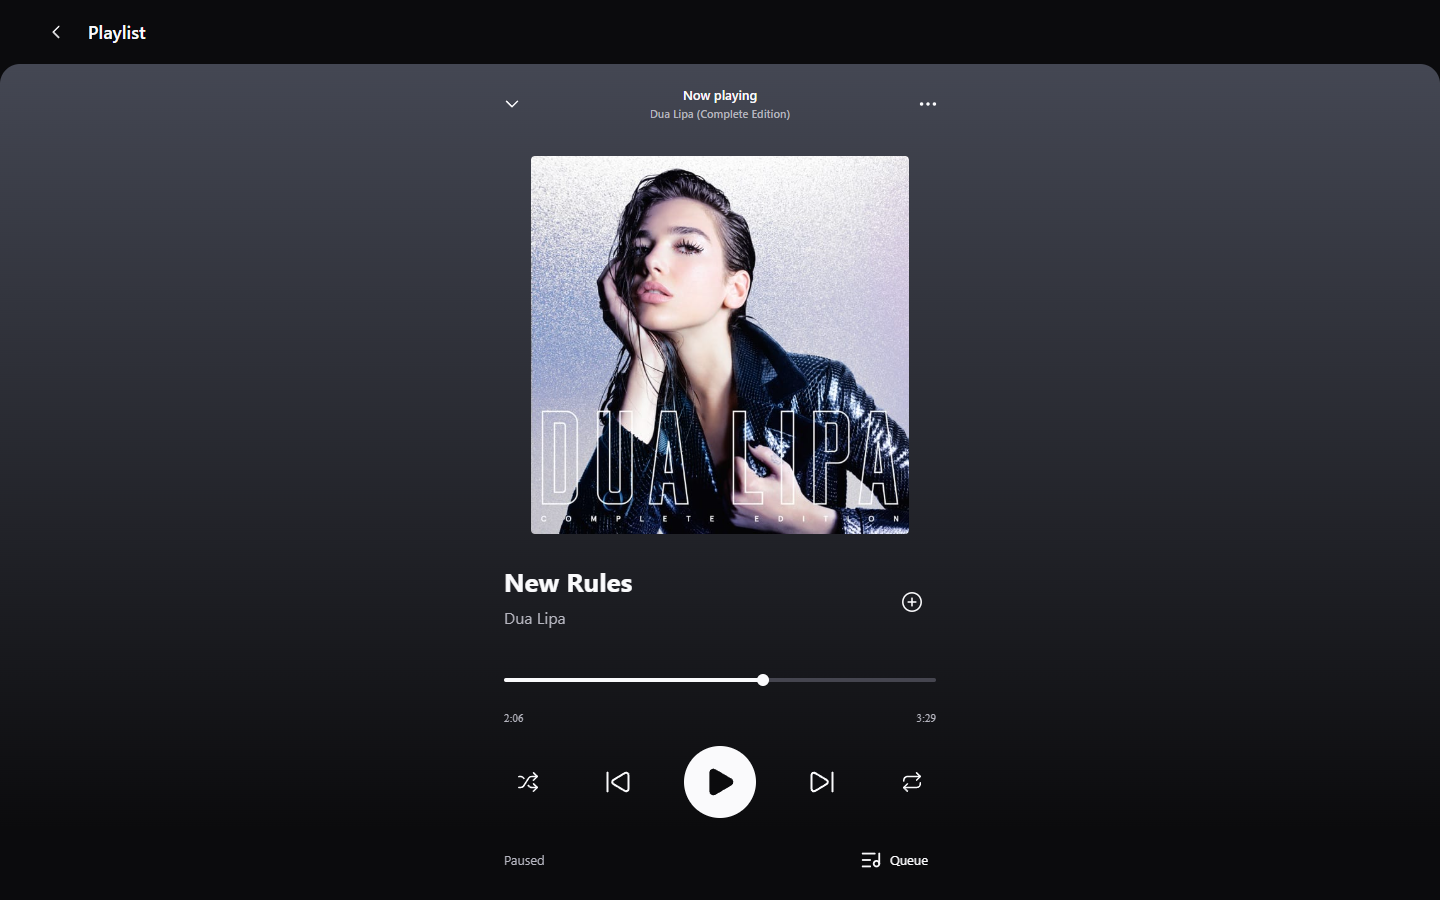 Playlist
Now playing
Dua Lipa (Complete Edition)
DUA LIPA
COMPLETE EDITION
New Rules
Dua Lipa
2:06
3:29
Paused
Queue